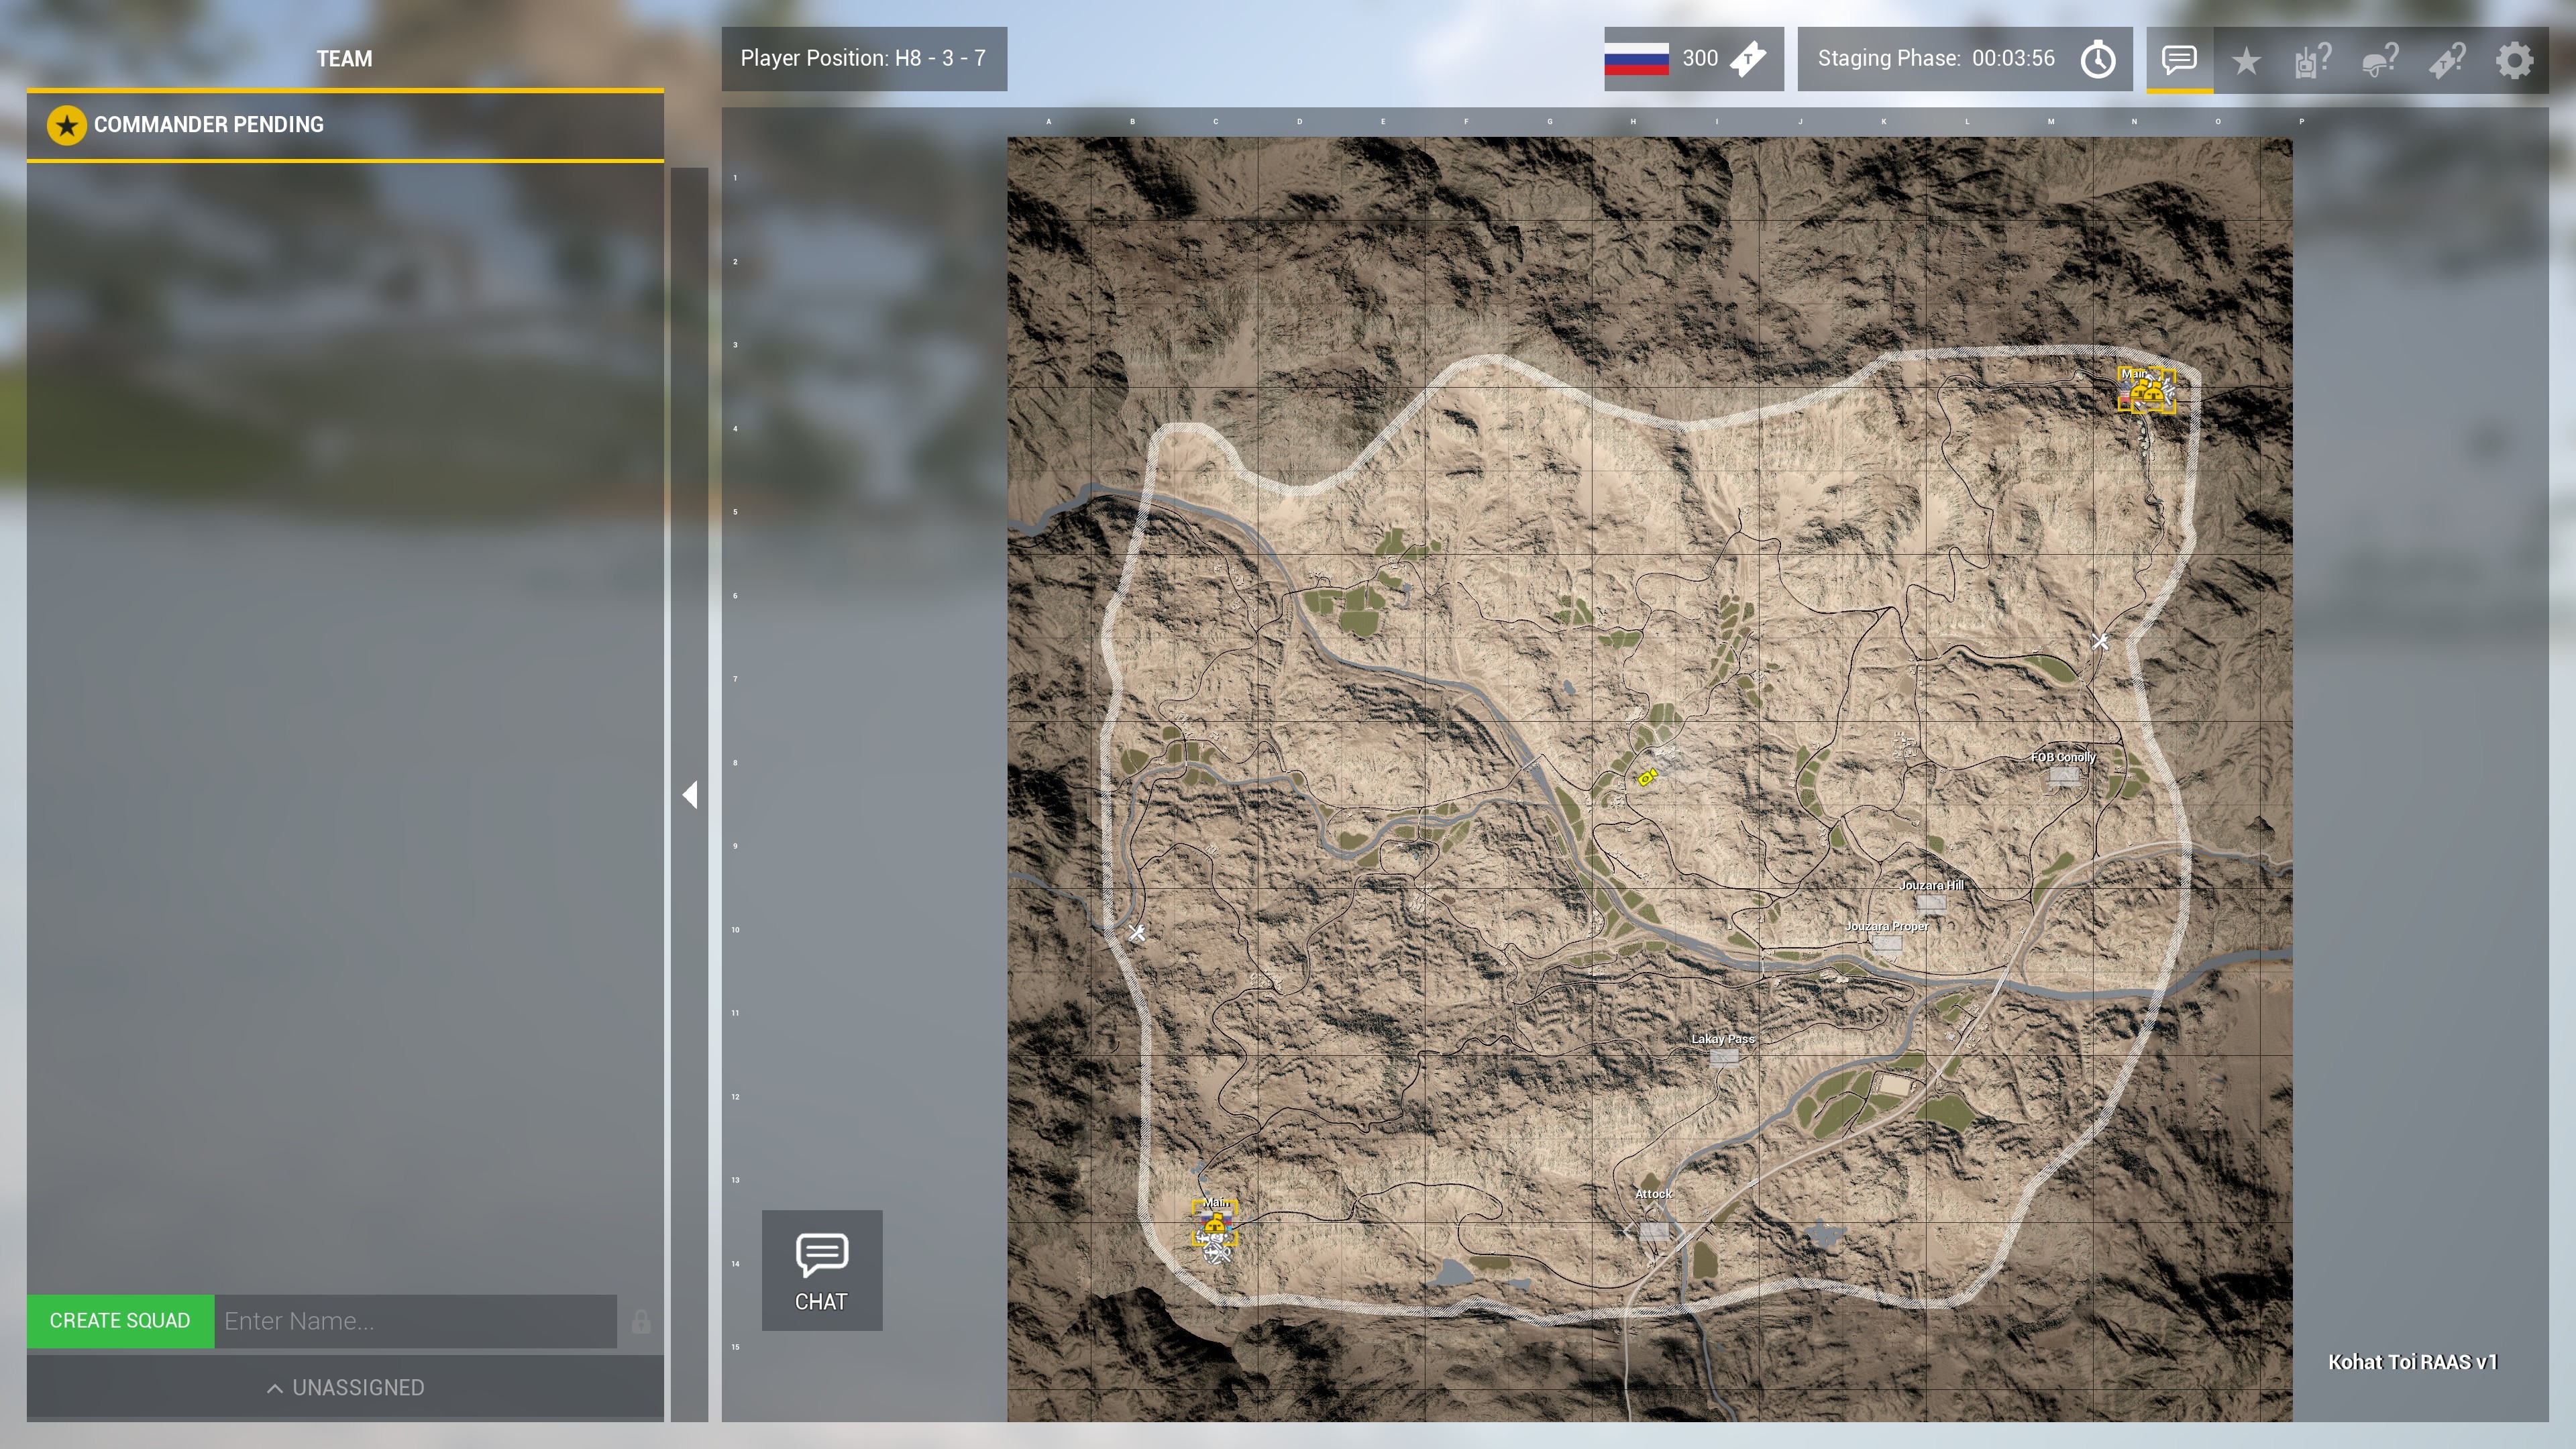 TEAM
Player Position: H8 - 3 - 7
300
Staging Phase: 00:03:56
COMMANDER PENDING
A B C D E F G H I J K L M N O P
1
2
3
Main
4
5
6
7
FOB Conolly
8
9
Jouzara Hill
Jouzara Proper
10
11
Lakay Pass
12
13
Attock
Main
14
CHAT
CREATE SQUAD
Enter Name...
15
Kohat Toi RAAS v1
UNASSIGNED